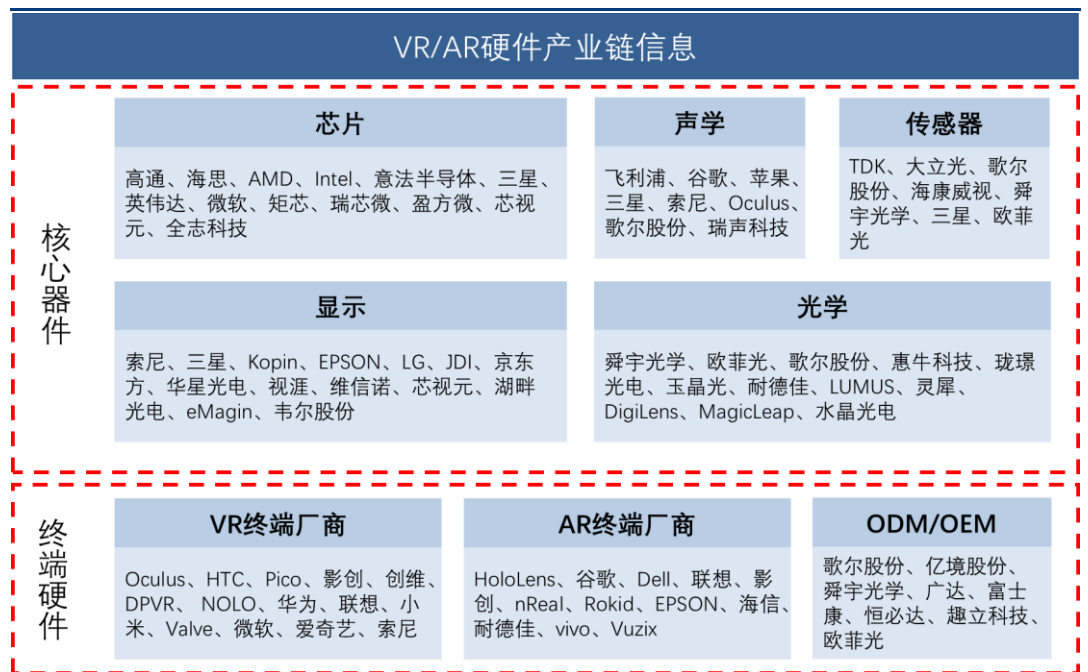 VR/AR硬件产业链信息
核心器件
芯片
高通、海思、AMD、Intel、意法半导体、三星、
英伟达、微软、矩芯、瑞芯微、盈方微、芯视
元、全志科技
声学
飞利浦、谷歌、苹果、
三星、索尼、Oculus、
歌尔股份、瑞声科技
传感器
TDK、大立光、歌尔
股份、海康威视、舜
宇光学、三星、欧菲
光
显示
索尼、三星、Kopin、EPSON、LG、JDI、京东
方、华星光电、视涯、维信诺、芯视元、湖畔
光电、eMagin、韦尔股份
光学
舜宇光学、欧菲光、歌尔股份、惠牛科技、珑璟
光电、玉晶光、耐德佳、LUMUS、灵犀、
DigiLens、MagicLeap、水晶光电
终端硬件
VR终端厂商
Oculus、HTC、Pico、影创、创维、
DPVR、 NOLO、华为、联想、小
米、Valve、微软、爱奇艺、索尼
AR终端厂商
HoloLens、谷歌、Dell、联想、影
创、nReal、Rokid、EPSON、海信、
耐德佳、vivo、Vuzix
ODM/OEM
歌尔股份、亿境股份、
舜宇光学、广达、富士
康、恒必达、趣立科技、
欧菲光